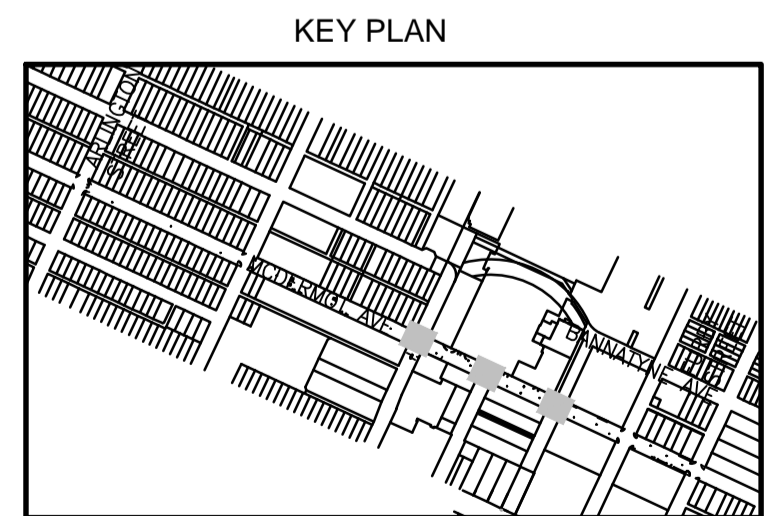 KEY PLAN
ARLINGTON
STREET
MCDERMOT AVE
BANNATYNE AVE